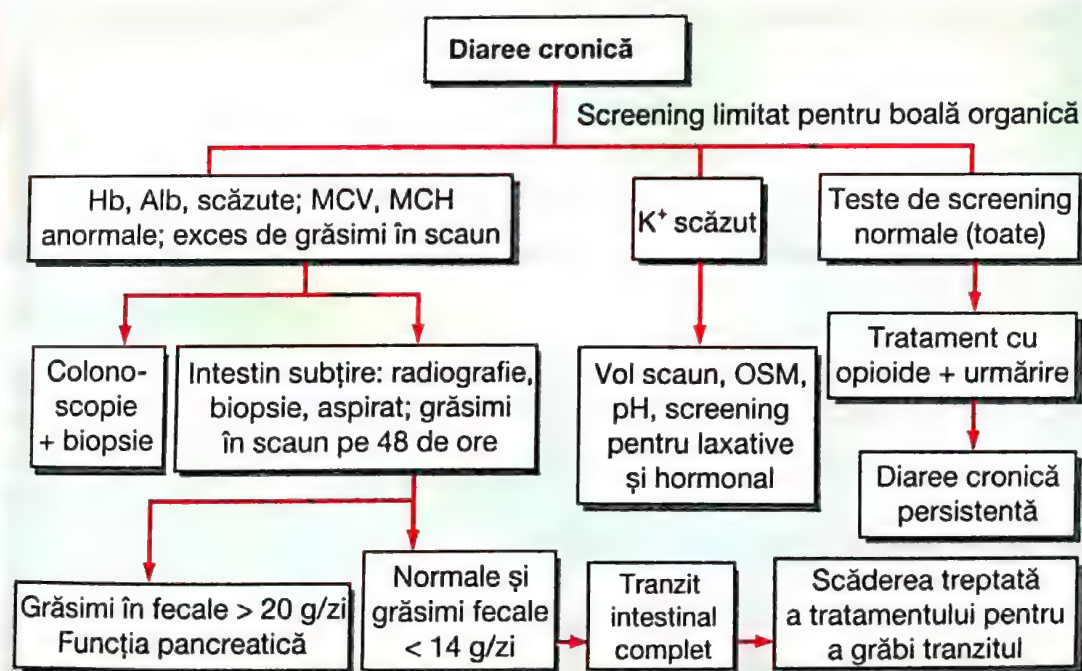 Diaree cronică
Screening limitat pentru boală organică
Hb, Alb, scăzute; MCV, MCH
anormale; exces de grăsimi în scaun
K+ scăzut
Teste de screening
normale (toate)
Colono-
scopie
+ biopsie
Intestin subțire: radiografie,
biopsie, aspirat; grăsimi
în scaun pe 48 de ore
Vol scaun, OSM,
pH, screening
pentru laxative
și hormonal
Tratament cu
opioide + urmărire
Diaree cronică
persistentă
Grăsimi în fecale > 20 g/zi
Funcția pancreatică
Normale și
grăsimi fecale
< 14 g/zi
Tranzit
intestinal
complet
Scăderea treptată
a tratamentului pentru
a grăbi tranzitul